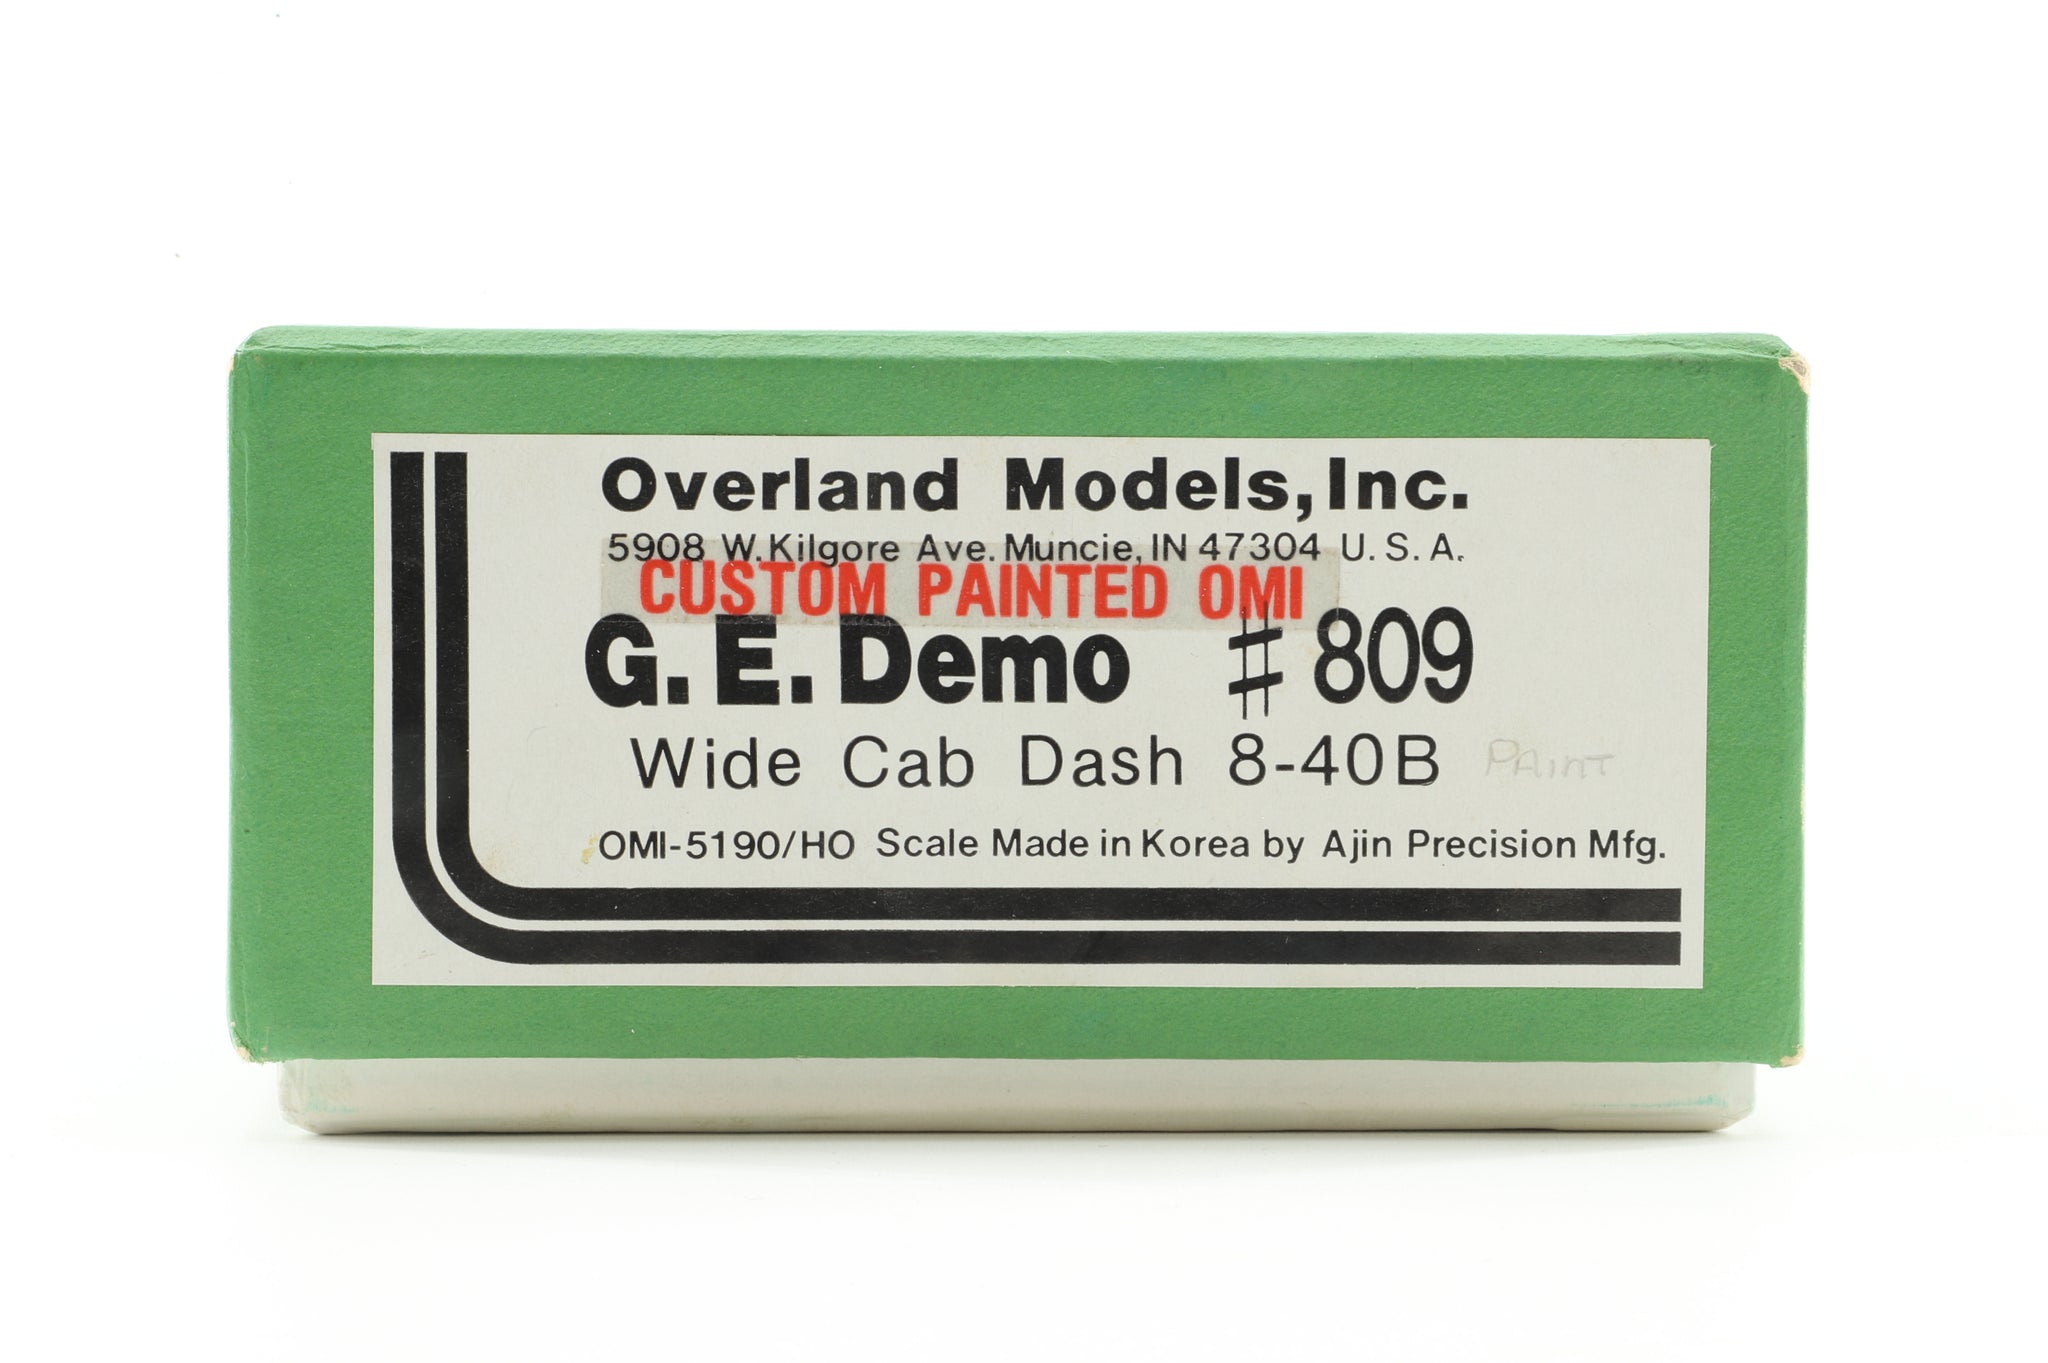 Overland Models, Inc.
5908 W. Kilgore Ave. Muncie, IN 47304 U. S. A.
CUSTOM PAINTED OMI
G. E. Demo #809
Wide Cab Dash 8-40B PAINT
OMI-5190/HO Scale Made in Korea by Ajin Precision Mfg.